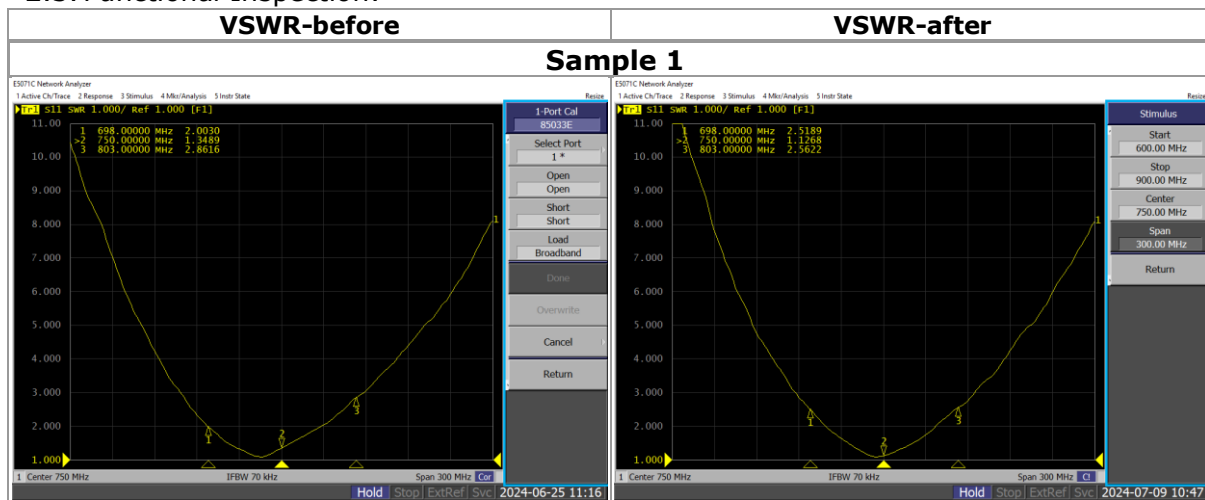 VSWR-before
VSWR-after
Sample 1
E5071C Network Analyzer
1 Active Ch/Trace 2 Response 3 Stimulus 4 Mkr/Analysis 5 Instr State
Resize
Tr1 S11 SWR 1.000/ Ref 1.000 [F1]
11.00
10.00
9.000
8.000
7.000
6.000
5.000
4.000
3.000
2.000
1.000
1 698.00000 MHz 2.0030
>2 750.00000 MHz 1.3489
3 803.00000 MHz 2.8616
1
1
2
3
1-Port Cal
85033E
Select Port
1 *
Open
Open
Short
Short
Load
Broadband
Done
Overwrite
Cancel
Return
1 Center 750 MHz
IFBW 70 kHz
Span 300 MHz Cor
Hold Stop ExtRef Svc 2024-06-25 11:16
E5071C Network Analyzer
1 Active Ch/Trace 2 Response 3 Stimulus 4 Mkr/Analysis 5 Instr State
Resize
Tr1 S11 SWR 1.000/ Ref 1.000 [F1]
11.00
10.00
9.000
8.000
7.000
6.000
5.000
4.000
3.000
2.000
1.000
1 698.00000 MHz 2.5189
>2 750.00000 MHz 1.1268
3 803.00000 MHz 2.5622
1
1
2
3
Stimulus
Start
600.00 MHz
Stop
900.00 MHz
Center
750.00 MHz
Span
300.00 MHz
Return
1 Center 750 MHz
IFBW 70 kHz
Span 300 MHz C!
Hold Stop ExtRef Svc 2024-07-09 10:47